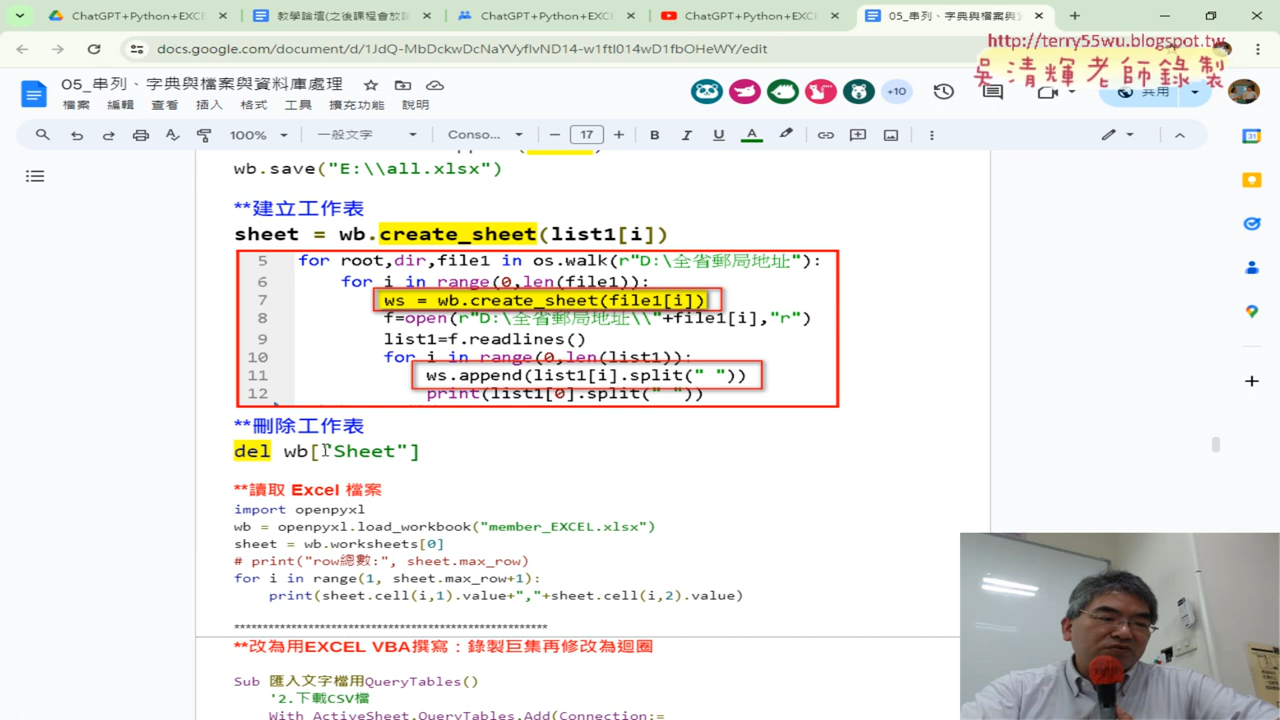 ChatGPT+Python+EXCE
教學論壇(之後課程會放
ChatGPT+Python+EXC
ChatGPT+Python+EXCE
05_串列、字典與檔案與資
docs.google.com/document/d/1JdQ-MbDckwDcNaYVyfIvND14-w1ftI014wD1fbOHeWY/edit
http://terry55wu.blogspot.tw
吳清輝老師錄製
05_串列、字典與檔案與資料庫處理
+10
共用
檔案 編輯 查看 插入 格式 工具 擴充功能 說明
100% 一般文字 Conso... 17 B I U A
wb.save("E:\\all.xlsx")
**建立工作表
sheet = wb.create_sheet(list1[i])
5 for root,dir,file1 in os.walk(r"D:\全省郵局地址"):
6 for i in range(0,len(file1)):
7 ws = wb.create_sheet(file1[i])
8 f=open(r"D:\全省郵局地址\\"+file1[i],"r")
9 list1=f.readlines()
10 for i in range(0,len(list1)):
11 ws.append(list1[i].split(" "))
12 print(list1[0].split(" "))
**刪除工作表
del wb["Sheet"]
**讀取 Excel 檔案
import openpyxl
wb = openpyxl.load_workbook("member_EXCEL.xlsx")
sheet = wb.worksheets[0]
# print("row總數:", sheet.max_row)
for i in range(1, sheet.max_row+1):
print(sheet.cell(i,1).value+","+sheet.cell(i,2).value)
**改為用EXCEL VBA撰寫：錄製巨集再修改為迴圈
Sub 匯入文字檔用QueryTables()
'2.下載CSV檔
With ActiveSheet.QueryTables.Add(Connection:=